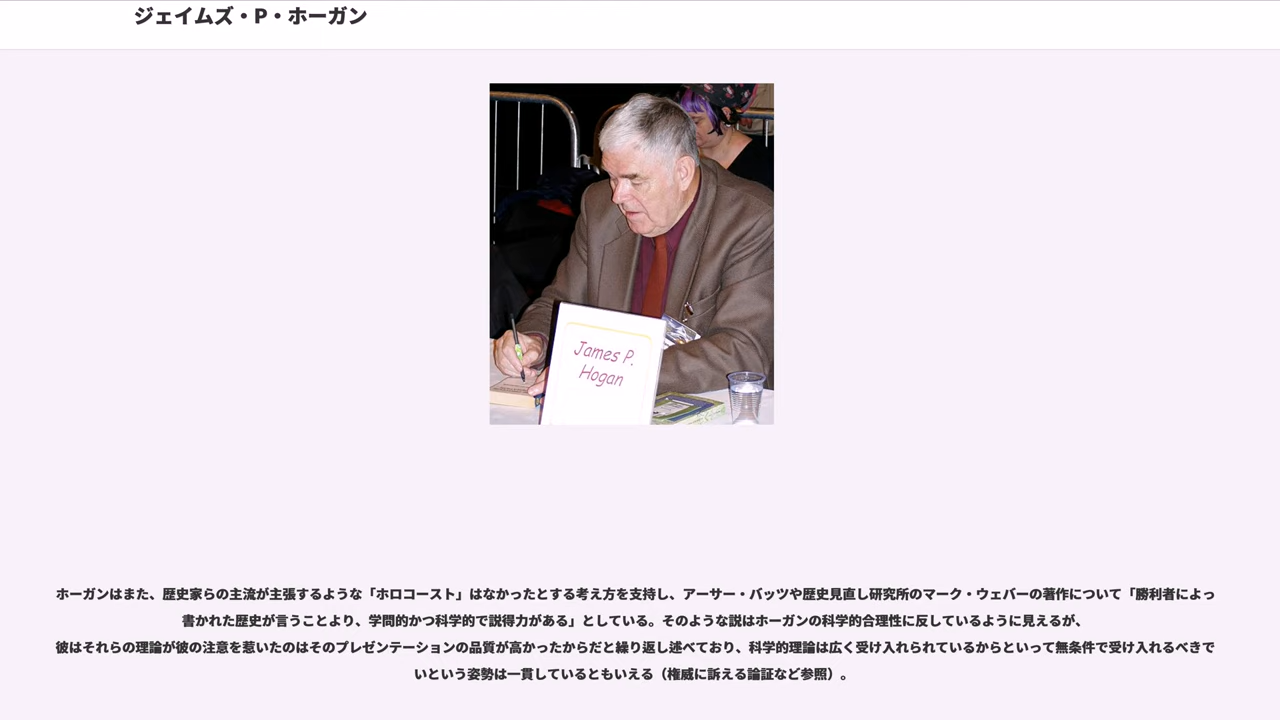 ジェイムズ・P・ホーガン
James P.
Hogan
ホーガンはまた、歴史家らの主流が主張するような「ホロコースト」はなかったとする考え方を支持し、アーサー・バッツや歴史見直し研究所のマーク・ウェバーの著作について「勝利者によっ
書かれた歴史が言うことより、学問的かつ科学的で説得力がある」としている。そのような説はホーガンの科学的合理性に反しているように見えるが、
彼はそれらの理論が彼の注意を惹いたのはそのプレゼンテーションの品質が高かったからだと繰り返し述べており、科学的理論は広く受け入れられているからといって無条件で受け入れるべきで
いという姿勢は一貫しているともいえる（権威に訴える論証など参照）。